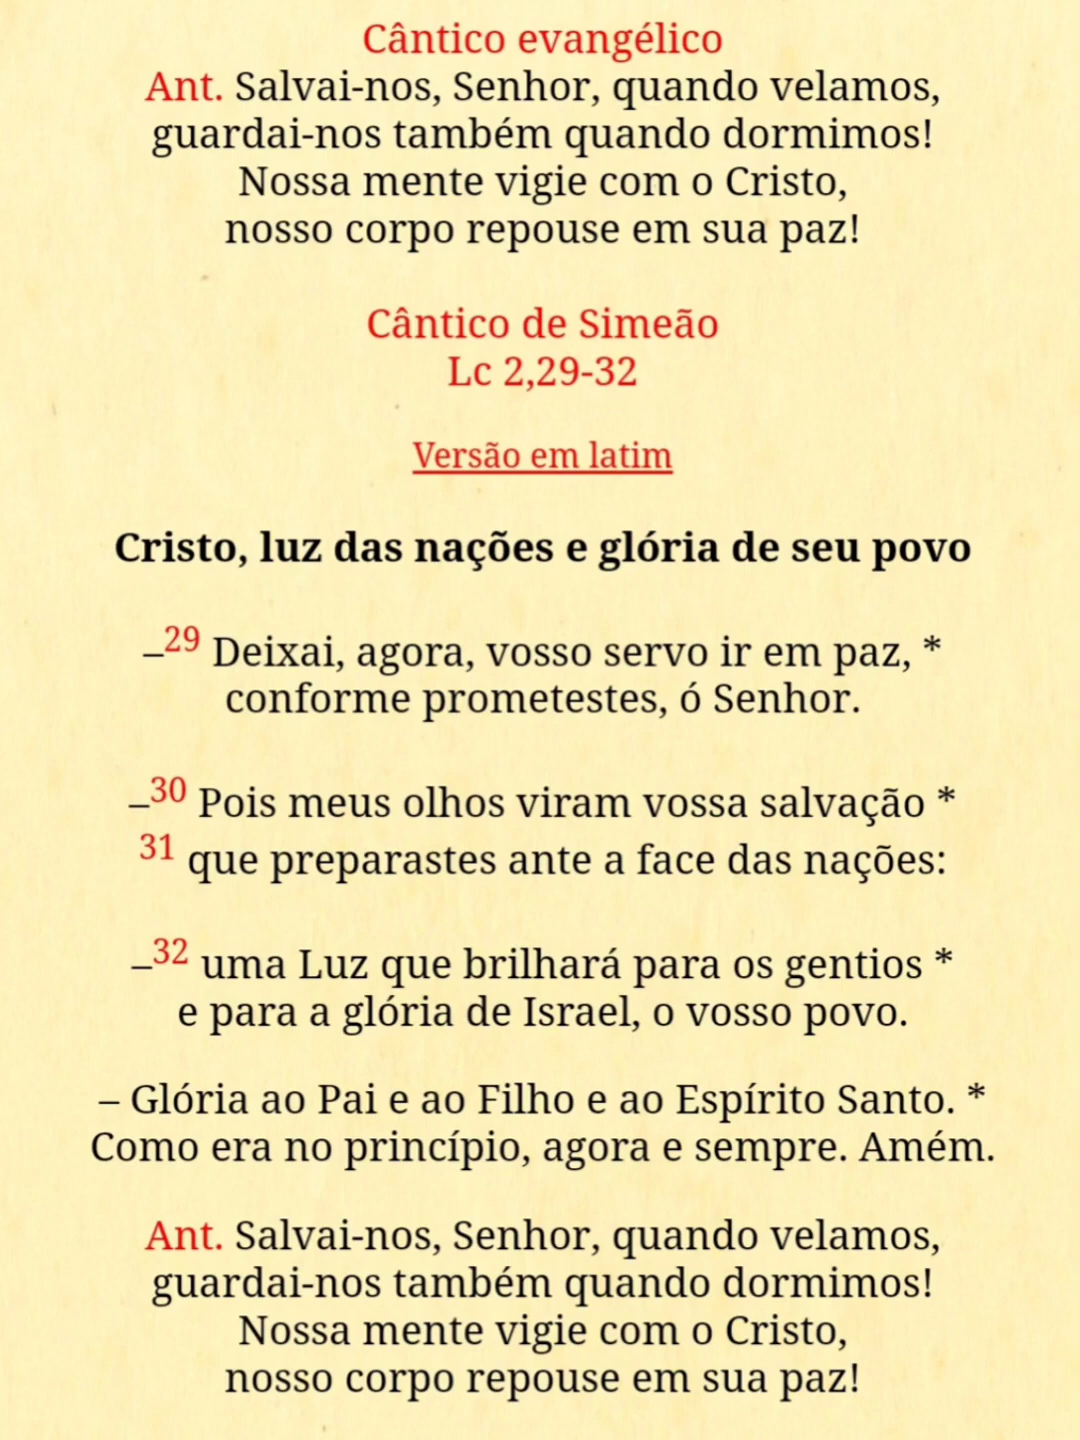 Cântico evangélico
Ant. Salvai-nos, Senhor, quando velamos,
guardai-nos também quando dormimos!
Nossa mente vigie com o Cristo,
nosso corpo repouse em sua paz!
Cântico de Simeão
Lc 2,29-32
Versão em latim
Cristo, luz das nações e glória de seu povo
–29 Deixai, agora, vosso servo ir em paz, *
conforme prometestes, ó Senhor.
–30 Pois meus olhos viram vossa salvação *
31 que preparastes ante a face das nações:
–32 uma Luz que brilhará para os gentios *
e para a glória de Israel, o vosso povo.
– Glória ao Pai e ao Filho e ao Espírito Santo. *
Como era no princípio, agora e sempre. Amém.
Ant. Salvai-nos, Senhor, quando velamos,
guardai-nos também quando dormimos!
Nossa mente vigie com o Cristo,
nosso corpo repouse em sua paz!